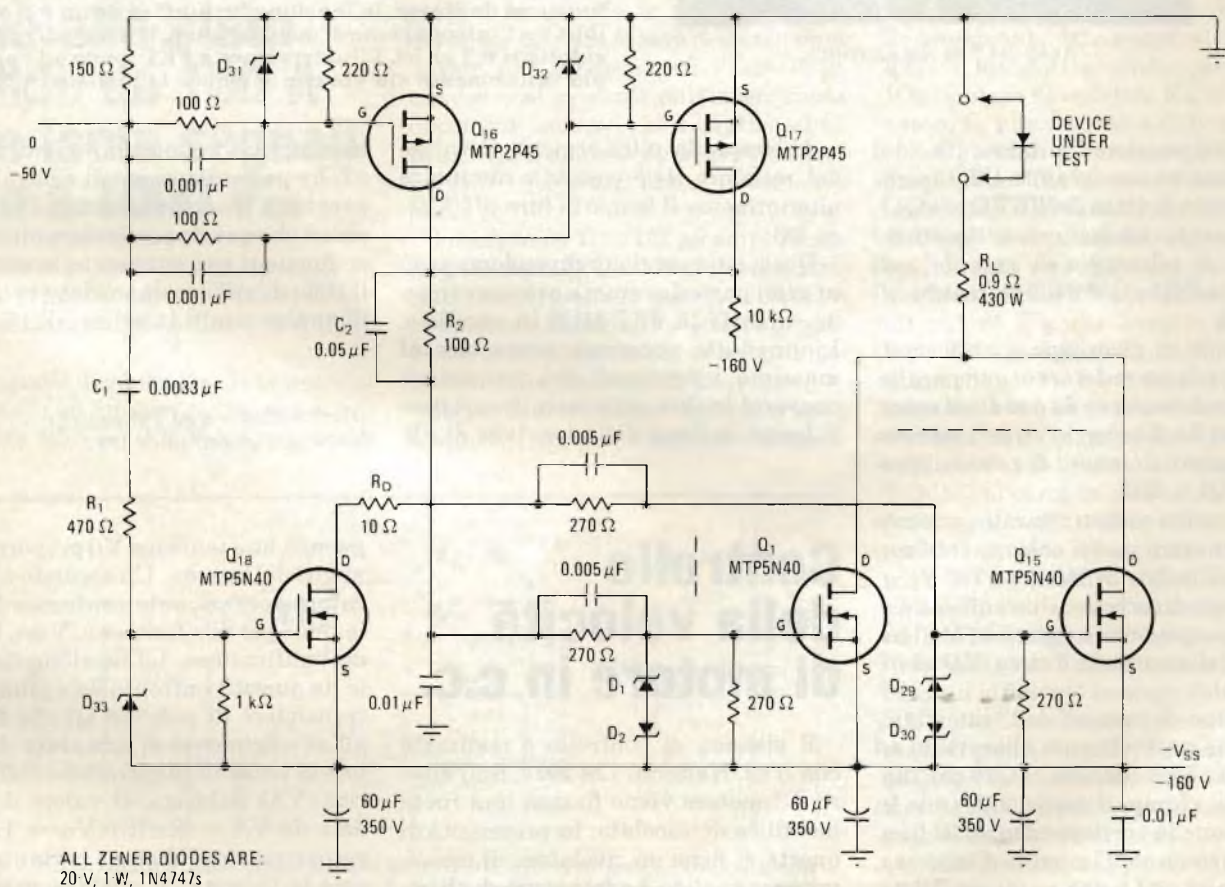 150 Ω
D31
220 Ω
D32
220 Ω
100 Ω
G
S
Q16
MTP2P45
D
G
S
Q17
MTP2P45
D
DEVICE
UNDER
TEST
0
−50 V
0.001 µF
100 Ω
0.001 µF
C2
0.05 µF
R2
100 Ω
10 kΩ
−160 V
RL
0.9 Ω
430 W
C1
0.0033 µF
0.005 µF
270 Ω
R1
470 Ω
RD
10 Ω
Q18
MTP5N40
D
G
S
0.005 µF
270 Ω
Q1
MTP5N40
D
G
S
Q15
MTP5N40
D
G
S
D33
1 kΩ
0.01 µF
D1
D2
270 Ω
D29
D30
270 Ω
−VSS
−160 V
60 µF
350 V
60 µF
350 V
60 µF
350 V
0.01 µF
ALL ZENER DIODES ARE:
20-V, 1-W, 1N4747s